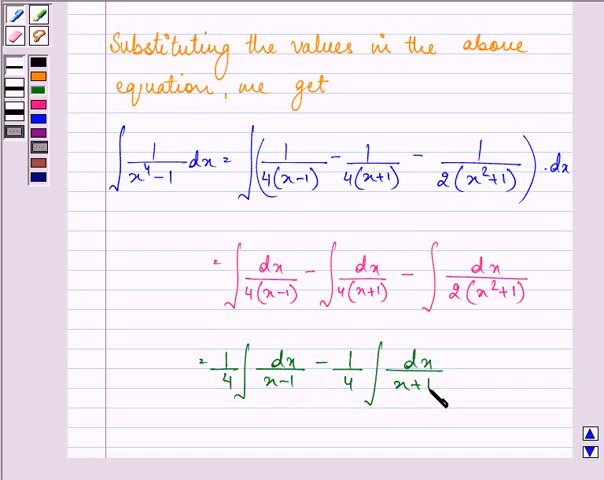 Substituting the values in the above
equation, we get
∫ 1/(x⁴-1) dx = ∫ (1/4(x-1) - 1/4(x+1) - 1/2(x²+1)) . dx
= ∫ dx/4(x-1) - ∫ dx/4(x+1) - ∫ dx/2(x²+1)
= 1/4 ∫ dx/x-1 - 1/4 ∫ dx/x+1